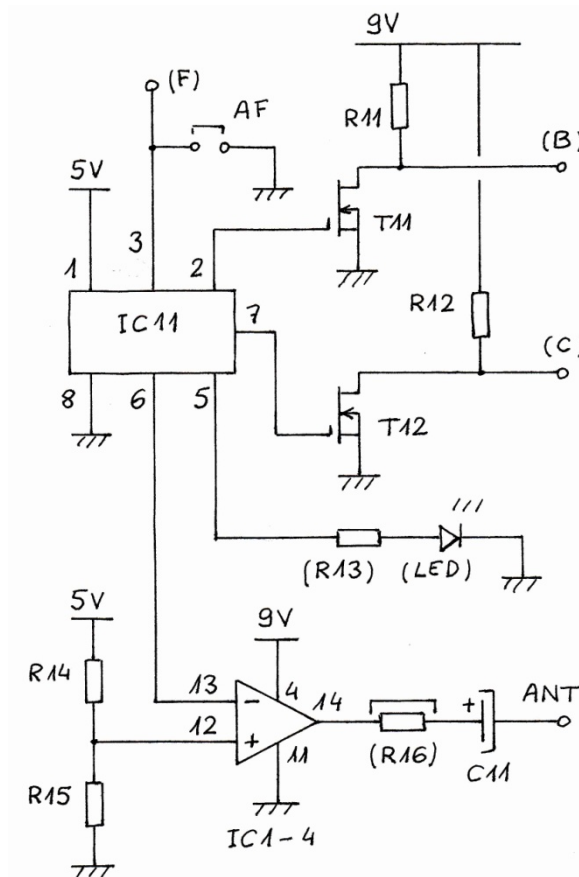 9V
(F)
AF
R11
(B)
5V
3
T11
1
2
R12
IC11
7
(C
8
6
5
T12
(R13)
(LED)
5V
9V
R14
13
4
14
ANT
12
-
+
+
(R16)
C11
R15
11
IC1-4